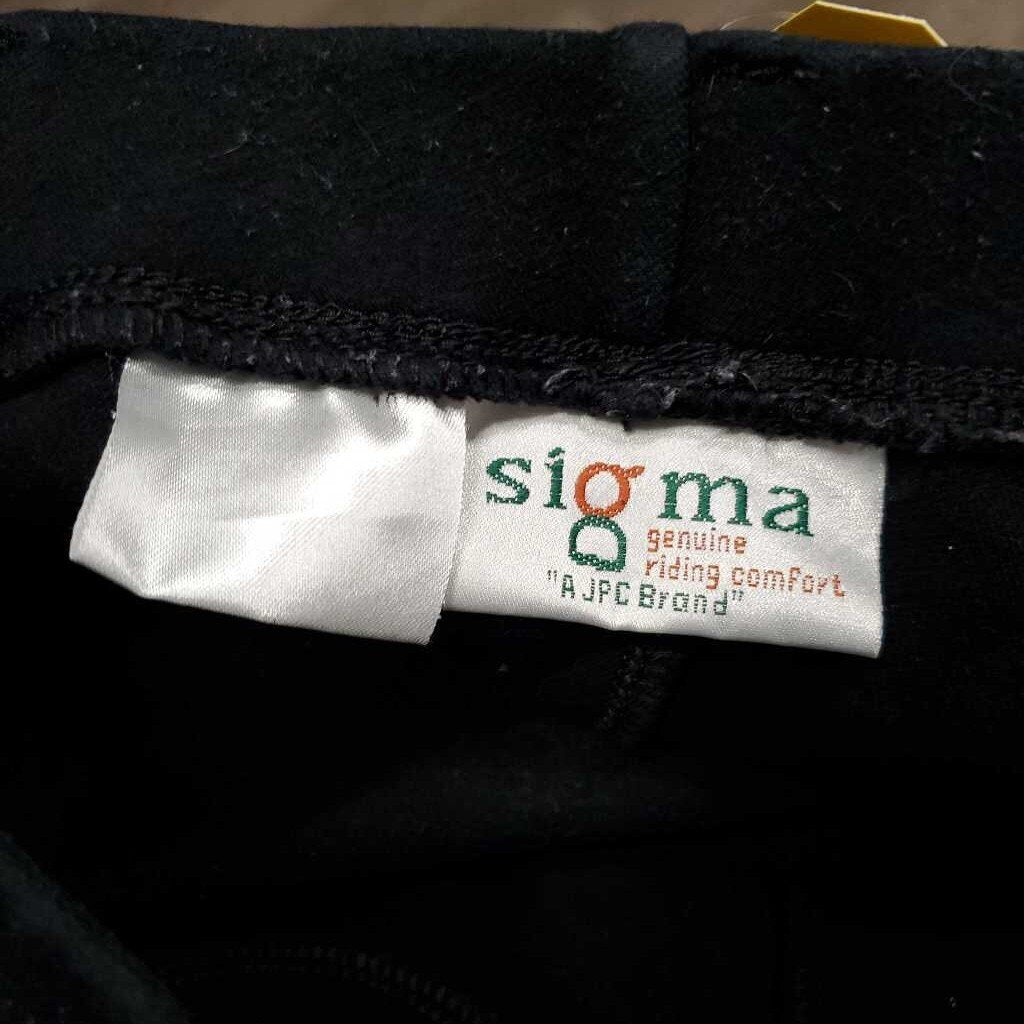 sigma
genuine
riding comfort
"A JPC Brand"